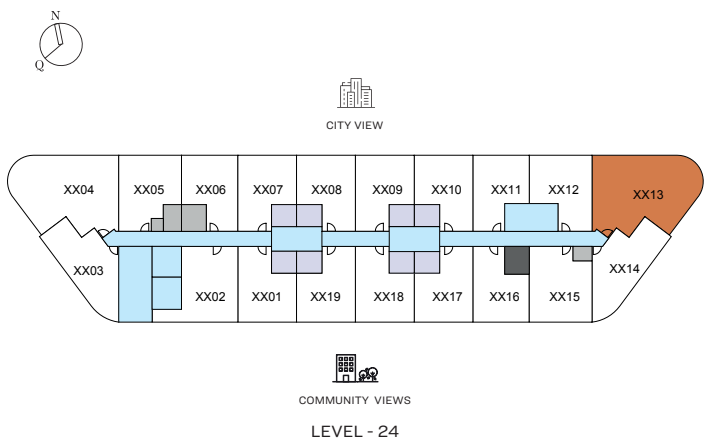 N
Q
CITY VIEW
XX04 XX05 XX06 XX07 XX08 XX09 XX10 XX11 XX12 XX13
XX03 XX02 XX01 XX19 XX18 XX17 XX16 XX15 XX14
COMMUNITY VIEWS
LEVEL - 24